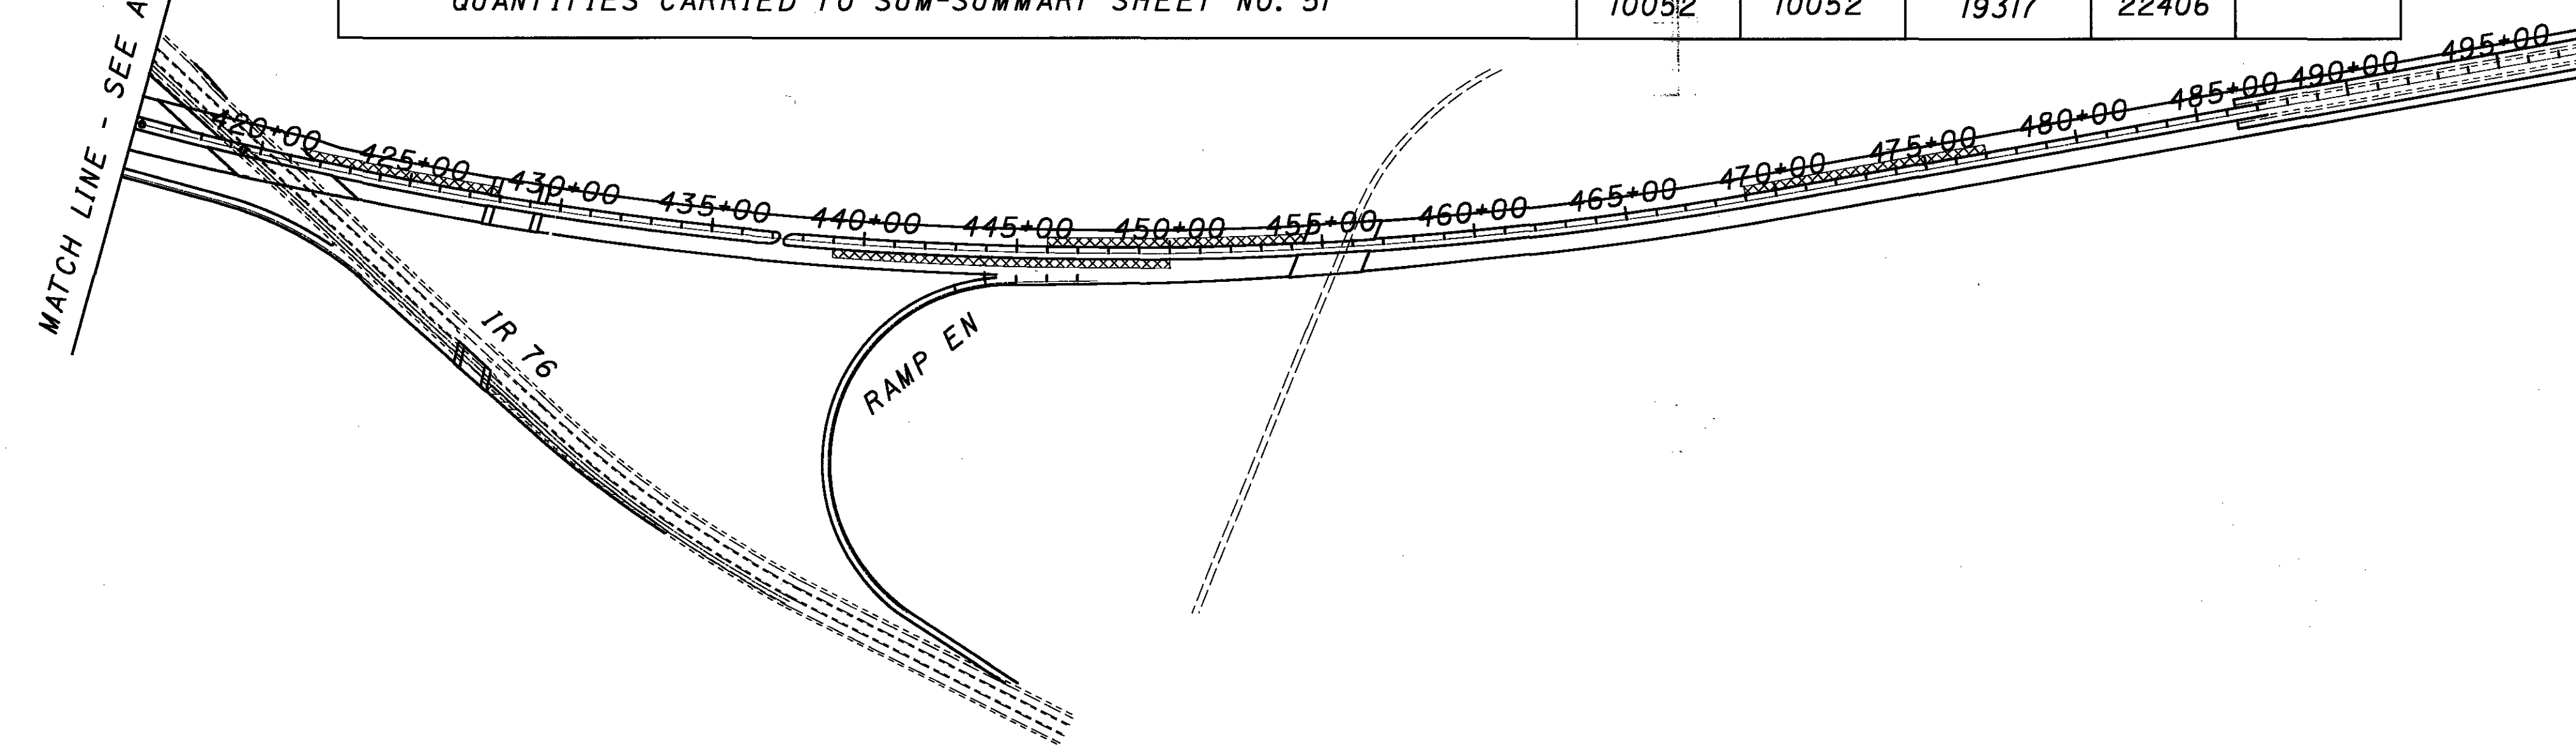 QUANTITIES CARRIED TO SUM-SUMMARY SHEET NO. 51 10052 10052 19317 22406
MATCH LINE - SEE A
420+00 425+00 430+00 435+00 440+00 445+00 450+00 455+00 460+00 465+00 470+00 475+00 480+00 485+00 490+00 495+00
IR 76
RAMP EN